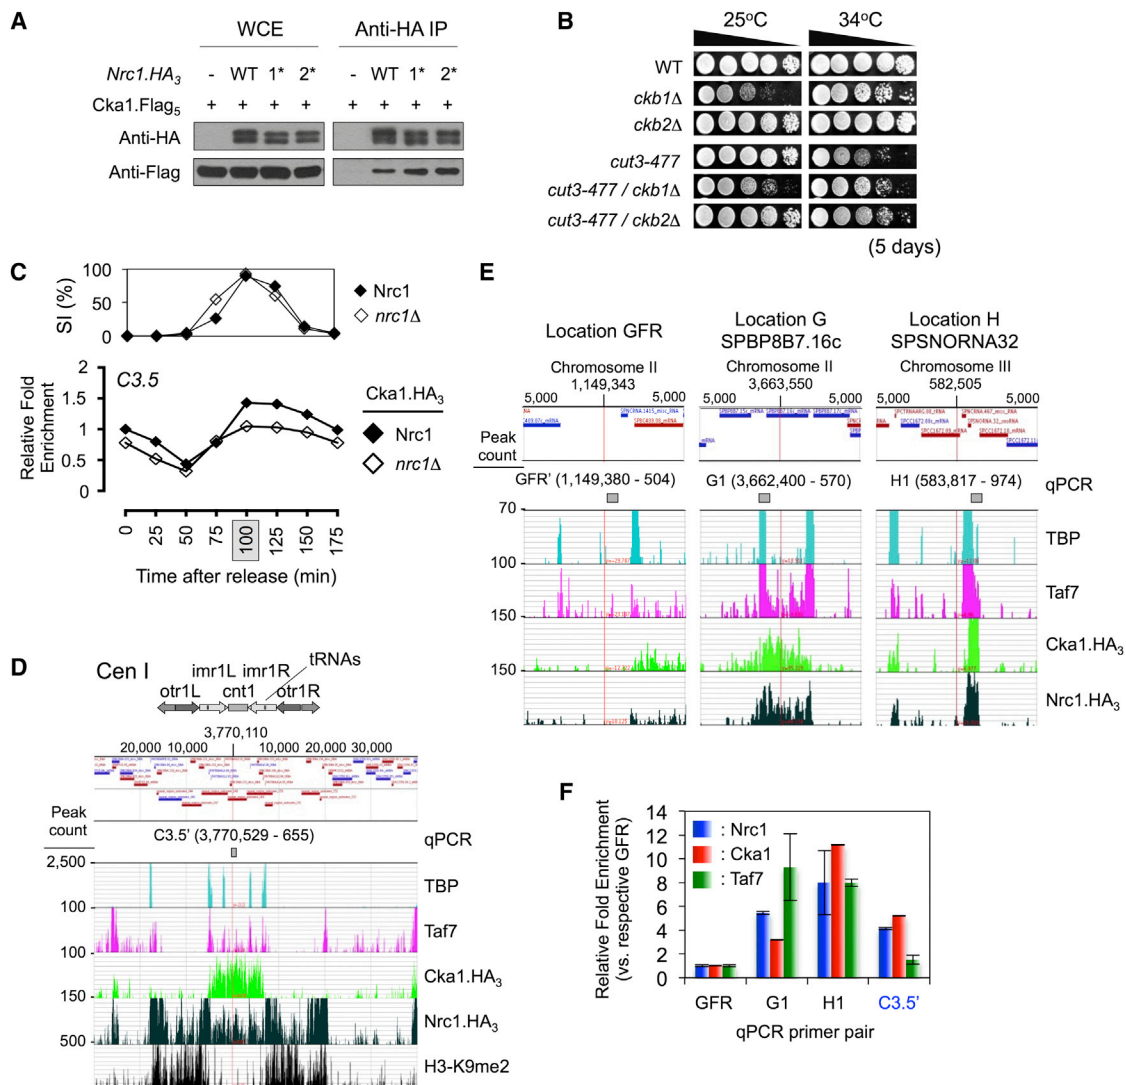 A
WCE
Anti-HA IP
Nrc1.HA3
- WT 1* 2* - WT 1* 2*
Cka1.Flag5
+ + + + + + + +
Anti-HA
Anti-Flag
B
25oC 34oC
WT
ckb1Δ
ckb2Δ
cut3-477
cut3-477 / ckb1Δ
cut3-477 / ckb2Δ
(5 days)
C
SI (%)
100
50
0
Nrc1
nrc1Δ
Relative Fold
Enrichment
2
1.5
1
0.5
0
C3.5
Cka1.HA3
Nrc1
nrc1Δ
0 25 50 75 100 125 150 175
Time after release (min)
D
Cen I
imr1L imr1R tRNAs
otr1L cnt1 otr1R
3,770,110
20,000 10,000 10,000 20,000 30,000
Peak
count
C3.5' (3,770,529 - 655)
qPCR
2,500
TBP
100
Taf7
100
Cka1.HA3
150
Nrc1.HA3
500
H3-K9me2
E
Location GFR
Chromosome II
1,149,343
5,000 5,000
Location G
SPBP8B7.16c
Chromosome II
3,663,550
5,000 5,000
Location H
SPSNORNA32
Chromosome III
582,505
5,000 5,000
Peak
count
GFR' (1,149,380 - 504)
G1 (3,662,400 - 570)
H1 (583,817 - 974)
qPCR
70
TBP
100
Taf7
150
Cka1.HA3
150
Nrc1.HA3
F
Relative Fold Enrichment
(vs. respective GFR)
14
12
10
8
6
4
2
0
: Nrc1
: Cka1
: Taf7
GFR G1 H1 C3.5'
qPCR primer pair